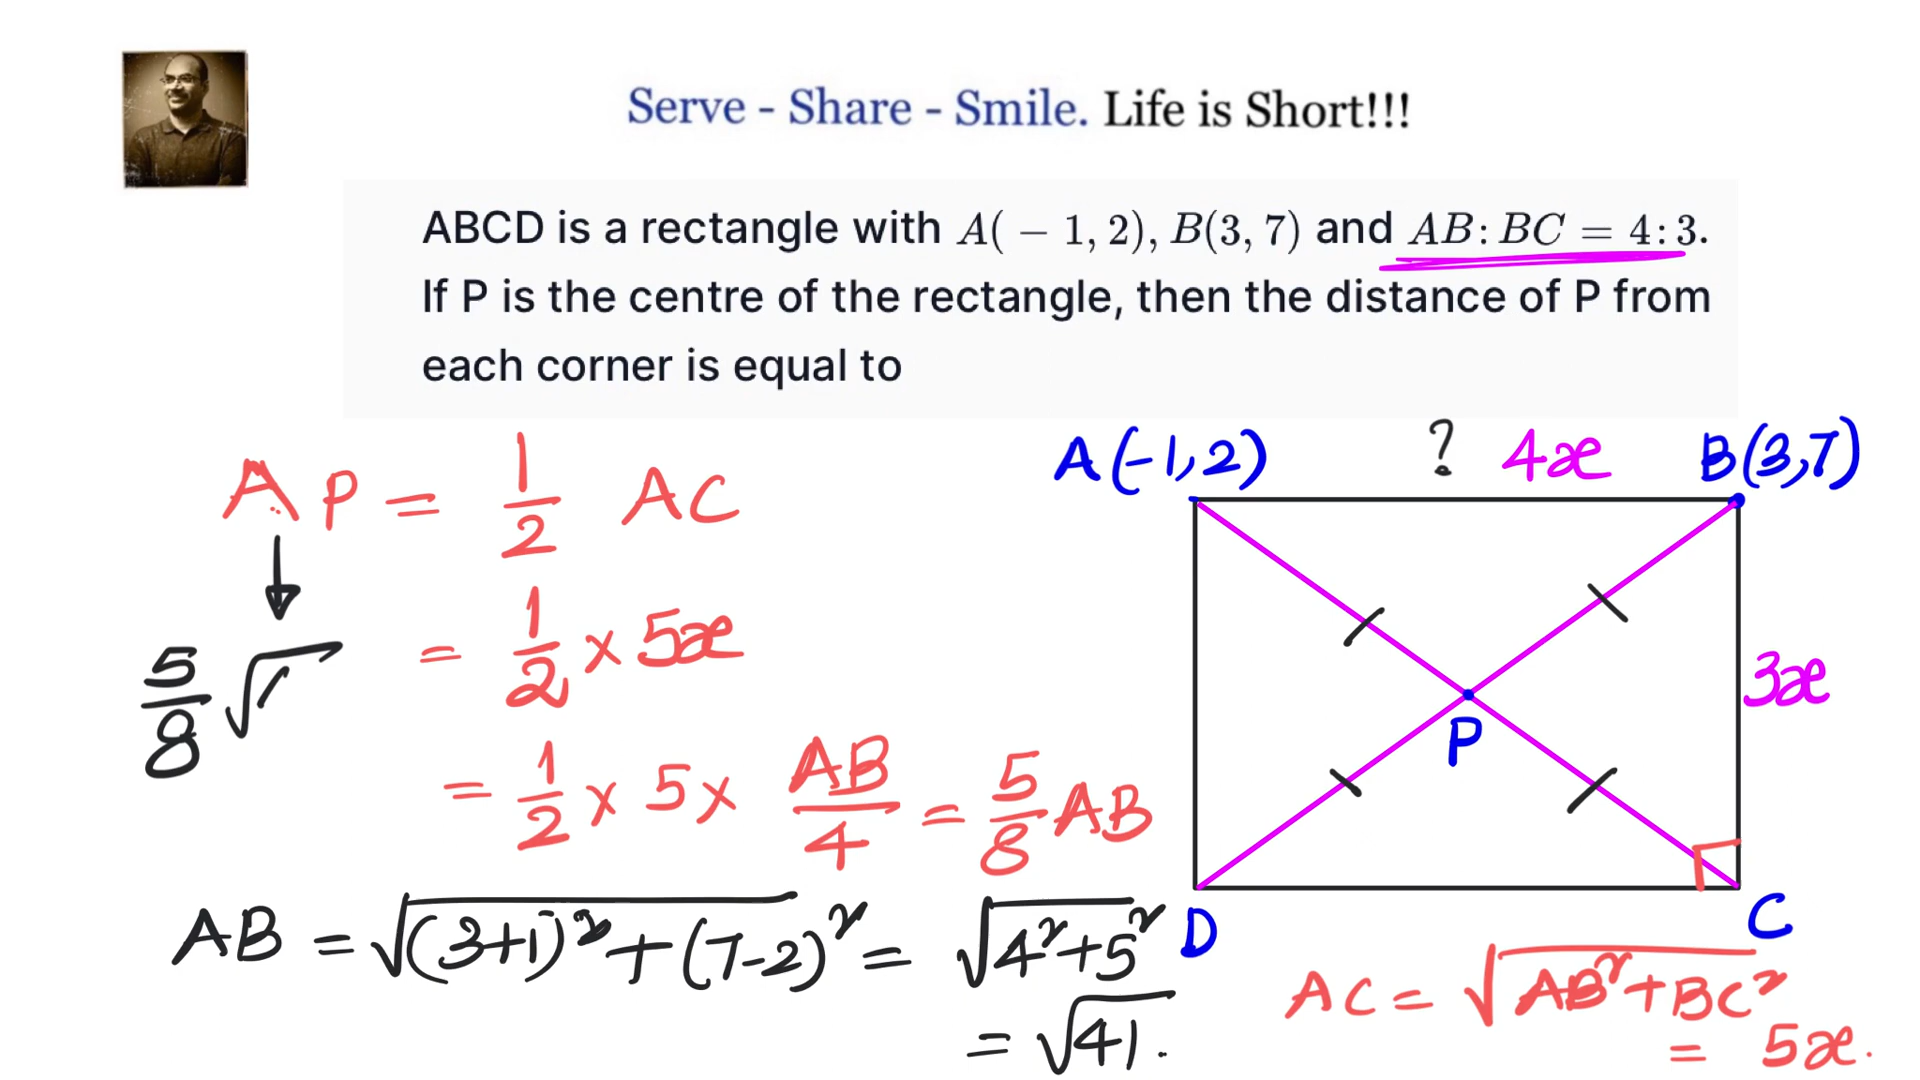 Serve - Share - Smile. Life is Short!!!
ABCD is a rectangle with A( − 1, 2), B(3, 7) and AB : BC = 4 : 3.
If P is the centre of the rectangle, then the distance of P from
each corner is equal to
A(-1,2) ? 4x B(3,7)
AP = 1/2 AC
= 1/2 × 5x
5/8 √
3x
P
= 1/2 × 5 × AB/4 = 5/8 AB
D C
AB = √(3+1)² + (7-2)² = √4²+5²
= √41.
AC = √AB²+BC²
= 5x.